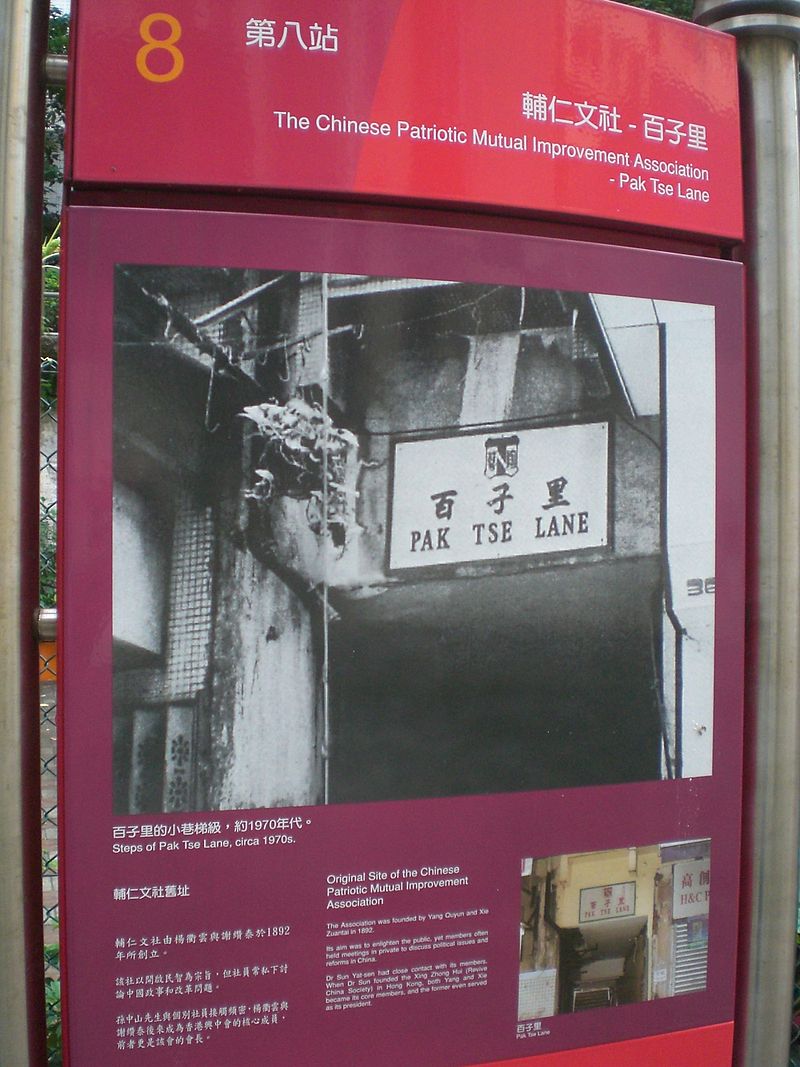 8
第八站
輔仁文社 - 百子里
The Chinese Patriotic Mutual Improvement Association
- Pak Tse Lane
N
百子里
PAK TSE LANE
36
百子里的小巷梯級，約1970年代。
Steps of Pak Tse Lane, circa 1970s.
輔仁文社舊址
輔仁文社由楊衢雲與謝纘泰於1892
年所創立。
該社以開啟民智為宗旨，但社員常私下討
論中國政事和改革問題。
孫中山先生與個別社員接觸頻密，楊衢雲與
謝纘泰後來成為香港興中會的核心成員，
前者更是該會的會長。
Original Site of the Chinese
Patriotic Mutual Improvement
Association
The Association was founded by Yang Quyun and Xie
Zuantai in 1892.
Its aim was to enlighten the public, yet members often
held meetings in private to discuss political issues and
reforms in China.
Dr Sun Yat-sen had close contact with its members.
When Dr Sun founded the Xing Zhong Hui (Revive
China Society) in Hong Kong, both Yang and Xie
became its core members, and the former even served
as its president.
百子里
PAK TSE LANE
高創
H&C
百子里
Pak Tse Lane